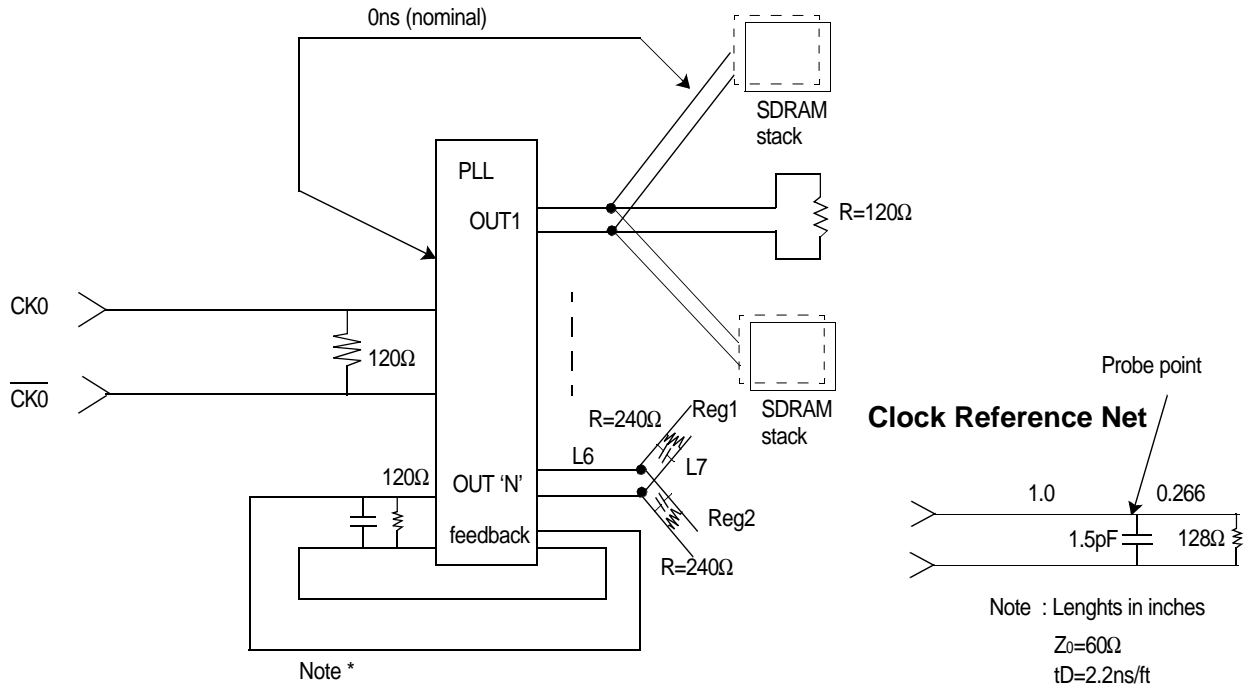 0ns (nominal)
SDRAM
stack
PLL
OUT1
R=120Ω
CK0
120Ω
CK0
SDRAM
stack
Reg1
R=240Ω
L6
L7
120Ω
OUT 'N'
Reg2
feedback
R=240Ω
Note *
Probe point
Clock Reference Net
1.0
0.266
1.5pF
128Ω
Note : Lenghts in inches
Z0=60Ω
tD=2.2ns/ft